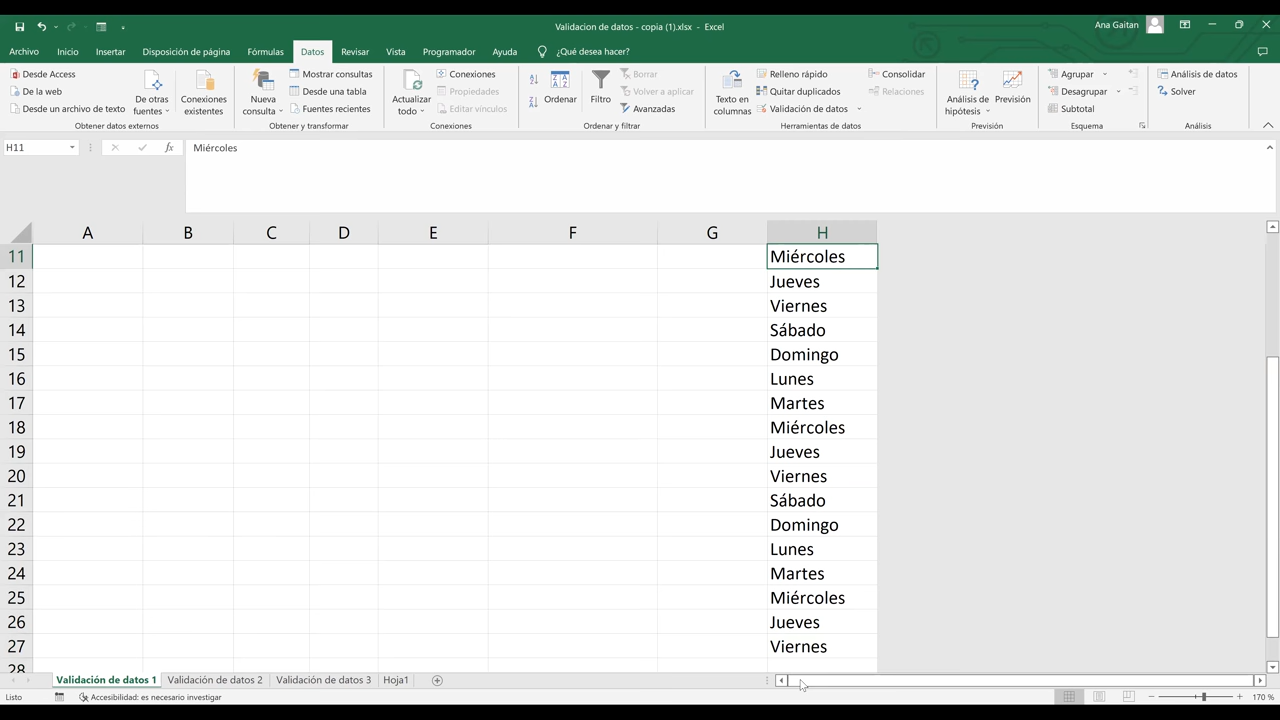 Validacion de datos - copia (1).xlsx - Excel
Ana Gaitan
Archivo Inicio Insertar Disposición de página Fórmulas Datos Revisar Vista Programador Ayuda ¿Qué desea hacer?
Desde Access
De la web
Desde un archivo de texto
De otras fuentes
Conexiones existentes
Obtener datos externos
Nueva consulta
Mostrar consultas
Desde una tabla
Fuentes recientes
Obtener y transformar
Actualizar todo
Conexiones
Propiedades
Editar vínculos
Conexiones
Ordenar
Filtro
Borrar
Volver a aplicar
Avanzadas
Ordenar y filtrar
Texto en columnas
Relleno rápido
Quitar duplicados
Validación de datos
Consolidar
Relaciones
Herramientas de datos
Análisis de hipótesis
Previsión
Previsión
Agrupar
Desagrupar
Subtotal
Esquema
Análisis de datos
Solver
Análisis
H11 fx Miércoles
A B C D E F G H
11 Miércoles
12 Jueves
13 Viernes
14 Sábado
15 Domingo
16 Lunes
17 Martes
18 Miércoles
19 Jueves
20 Viernes
21 Sábado
22 Domingo
23 Lunes
24 Martes
25 Miércoles
26 Jueves
27 Viernes
28
Validación de datos 1 Validación de datos 2 Validación de datos 3 Hoja1
Listo Accesibilidad: es necesario investigar 170 %